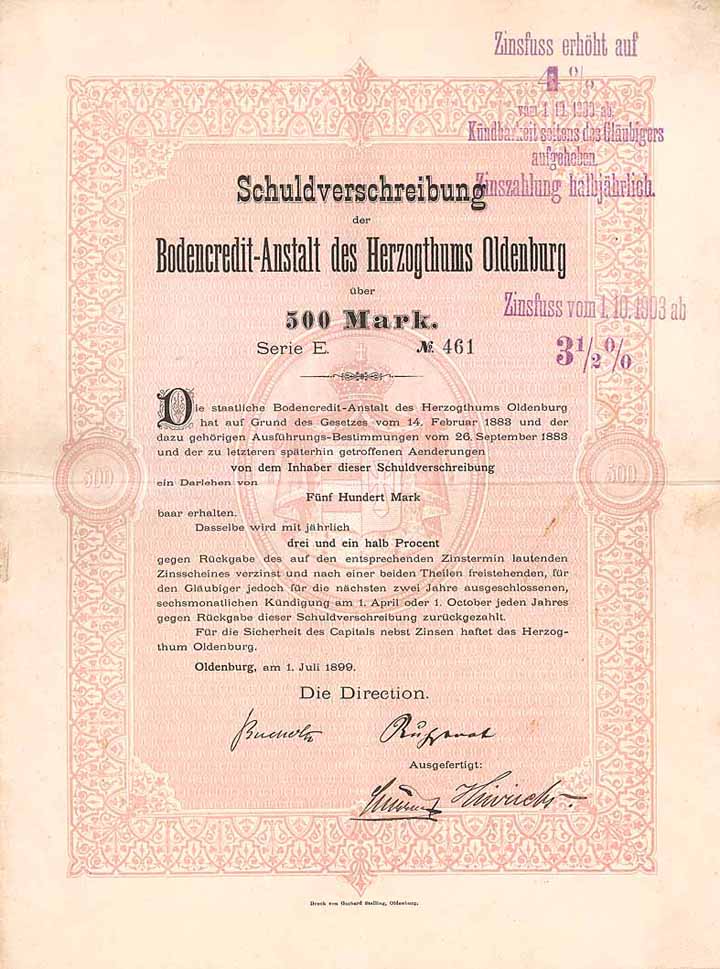 Zinsfuss erhöht auf
4%
vom 1. 10. ab
Kündbarkeit seitens des Gläubigers
aufgehoben.
Zinszahlung halbjährlich.
Schuldverschreibung
der
Bodencredit-Anstalt des Herzogthums Oldenburg
über
500 Mark.
Serie E. № 461
Zinsfuss vom 1. 10. 1903 ab
3½%
Die staatliche Bodencredit-Anstalt des Herzogthums Oldenburg
hat auf Grund des Gesetzes vom 14. Februar 1883 und der
dazu gehörigen Ausführungs-Bestimmungen vom 26. September 1883
und der zu letzteren späterhin getroffenen Aenderungen
von dem Inhaber dieser Schuldverschreibung
ein Darlehen von
Fünf Hundert Mark
baar erhalten.
Dasselbe wird mit jährlich
drei und ein halb Procent
gegen Rückgabe des auf den entsprechenden Zinstermin lautenden
Zinsscheines verzinst und nach einer beiden Theilen freistehenden, für
den Gläubiger jedoch für die nächsten zwei Jahre ausgeschlossenen,
sechsmonatlichen Kündigung am 1. April oder 1. October jeden Jahres
gegen Rückgabe dieser Schuldverschreibung zurückgezahlt.
Für die Sicherheit des Capitals nebst Zinsen haftet das Herzog-
thum Oldenburg.
500 500
Oldenburg, am 1. Juli 1899.
Die Direction.
Ausgefertigt:
Hinrichs.
Druck von Gerhard Stalling, Oldenburg.